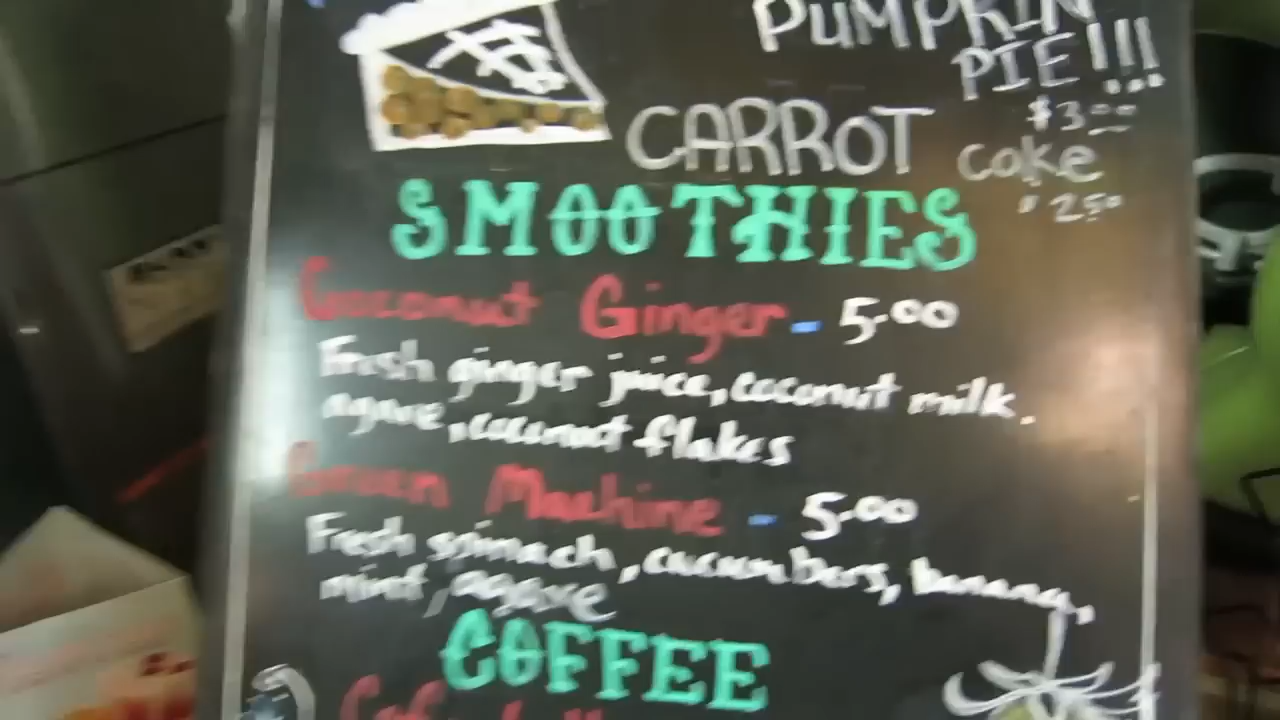 PUMPKIN
PIE!!!
$3.00
CARROT Cake
" 2.50
SMOOTHIES
Coconut Ginger - 5.00
Fresh ginger juice, coconut milk.
agave, coconut flakes
Green Machine - 5.00
Fresh spinach, cucumbers, banana,
mint, agave
COFFEE